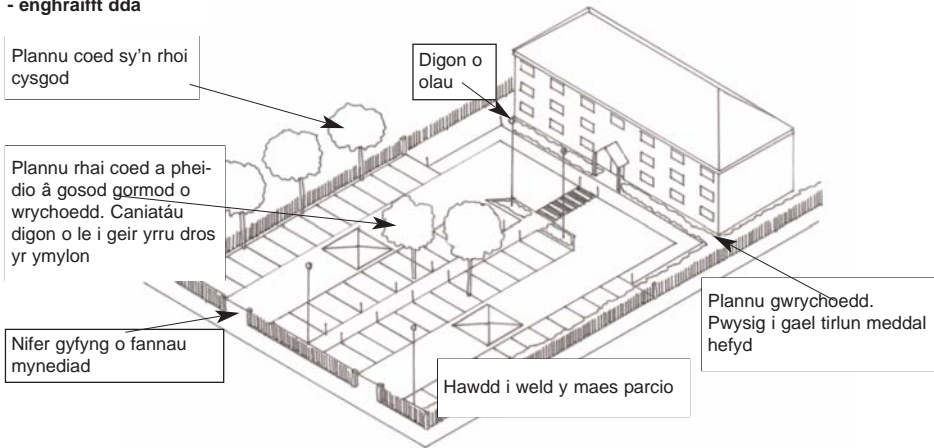 - enghraifft dda
Plannu coed sy'n rhoi
cysgod
Digon o
olau
Plannu rhai coed a phei-
dio â gosod gormod o
wrychoedd. Caniatáu
digon o le i geir yrru dros
yr ymylon
Plannu gwrychoedd.
Pwysig i gael tirlun meddal
hefyd
Nifer gyfyng o fannau
mynediad
Hawdd i weld y maes parcio